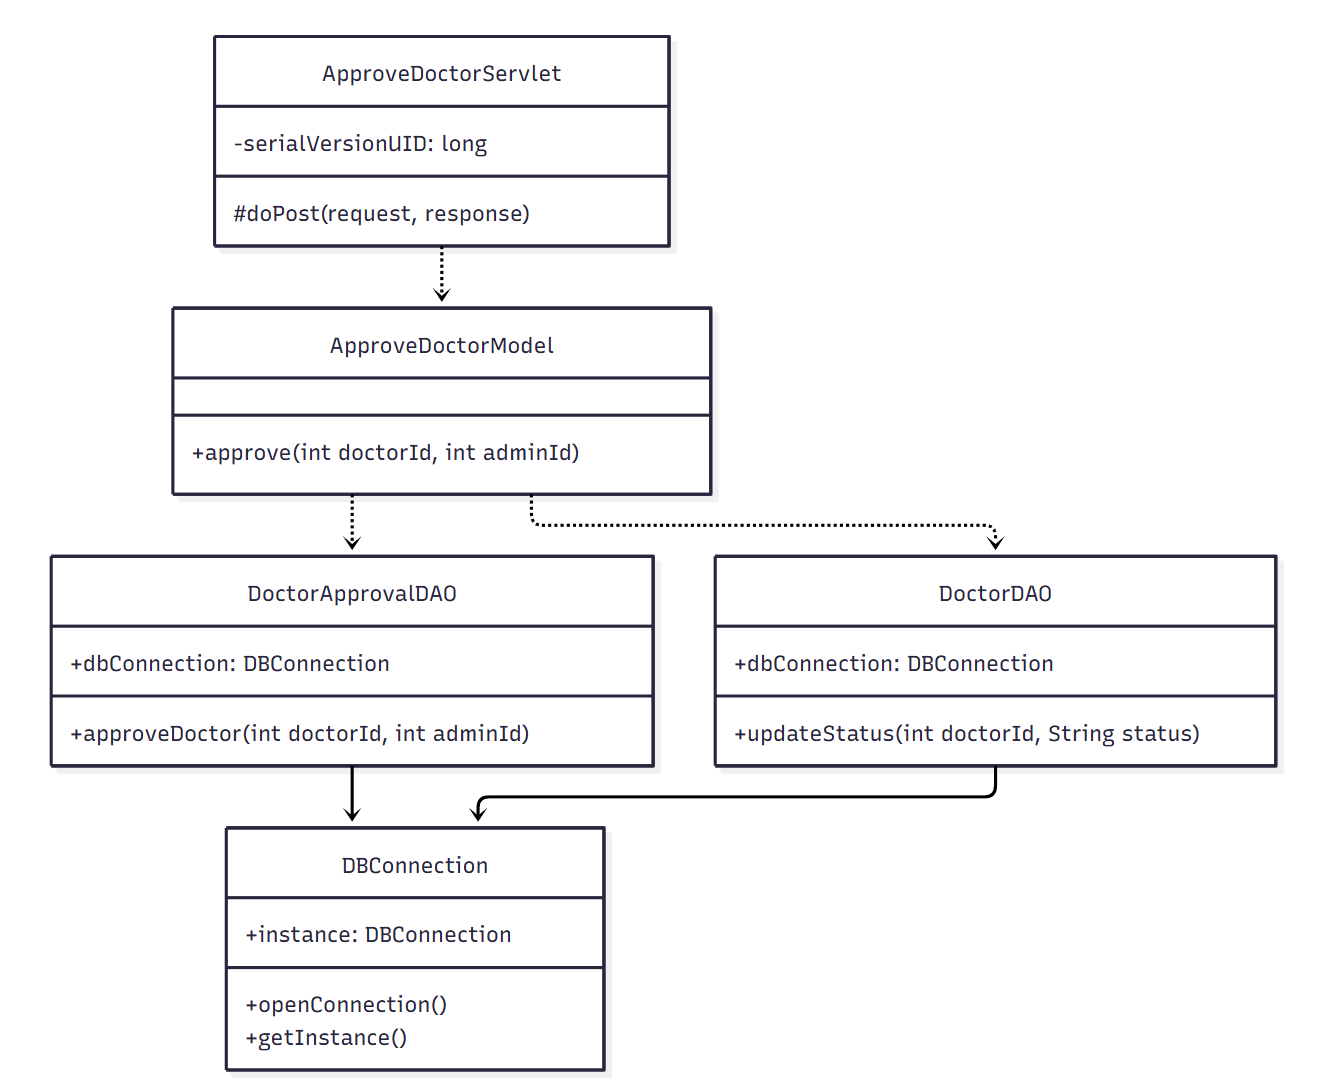 ApproveDoctorServlet
-serialVersionUID: long
#doPost(request, response)
ApproveDoctorModel
+approve(int doctorId, int adminId)
DoctorApprovalDAO
+dbConnection: DBConnection
+approveDoctor(int doctorId, int adminId)
DoctorDAO
+dbConnection: DBConnection
+updateStatus(int doctorId, String status)
DBConnection
+instance: DBConnection
+openConnection()
+getInstance()